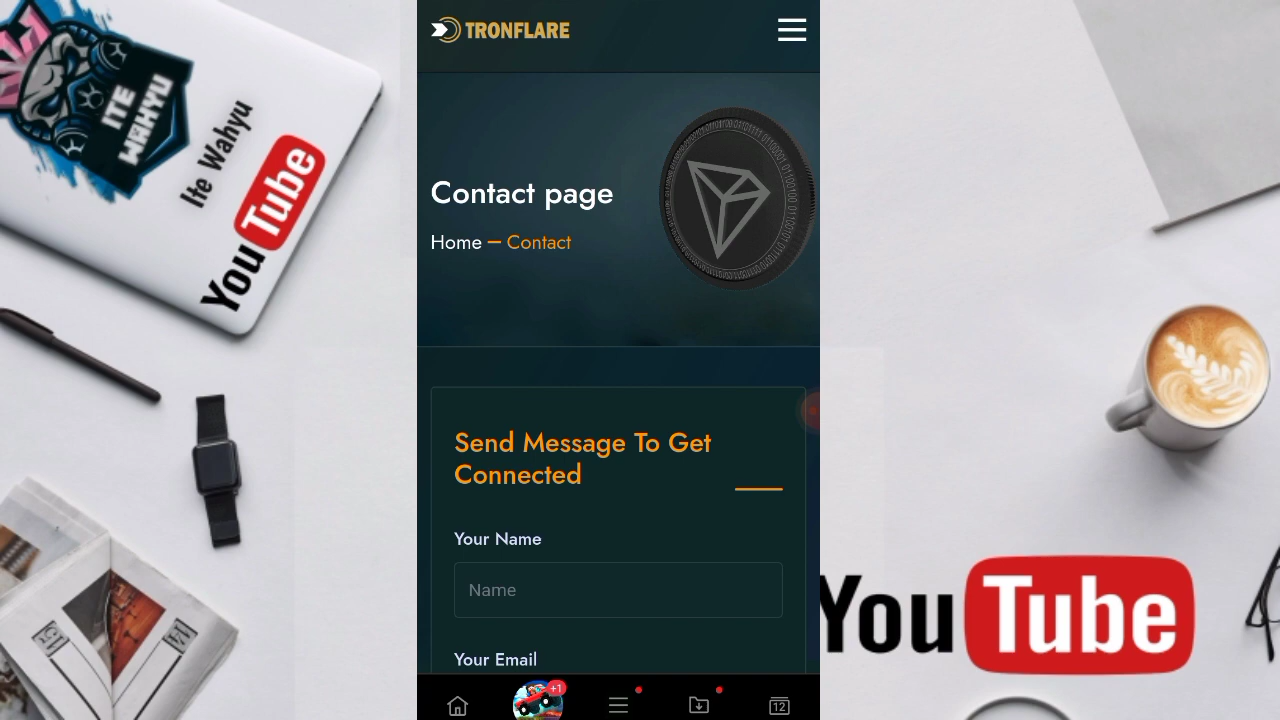 ITE
WAHYU
Ite Wahyu
YouTube
TRONFLARE
Contact page
Home — Contact
Send Message To Get
Connected
Your Name
Name
Your Email
+1
12
YouTube